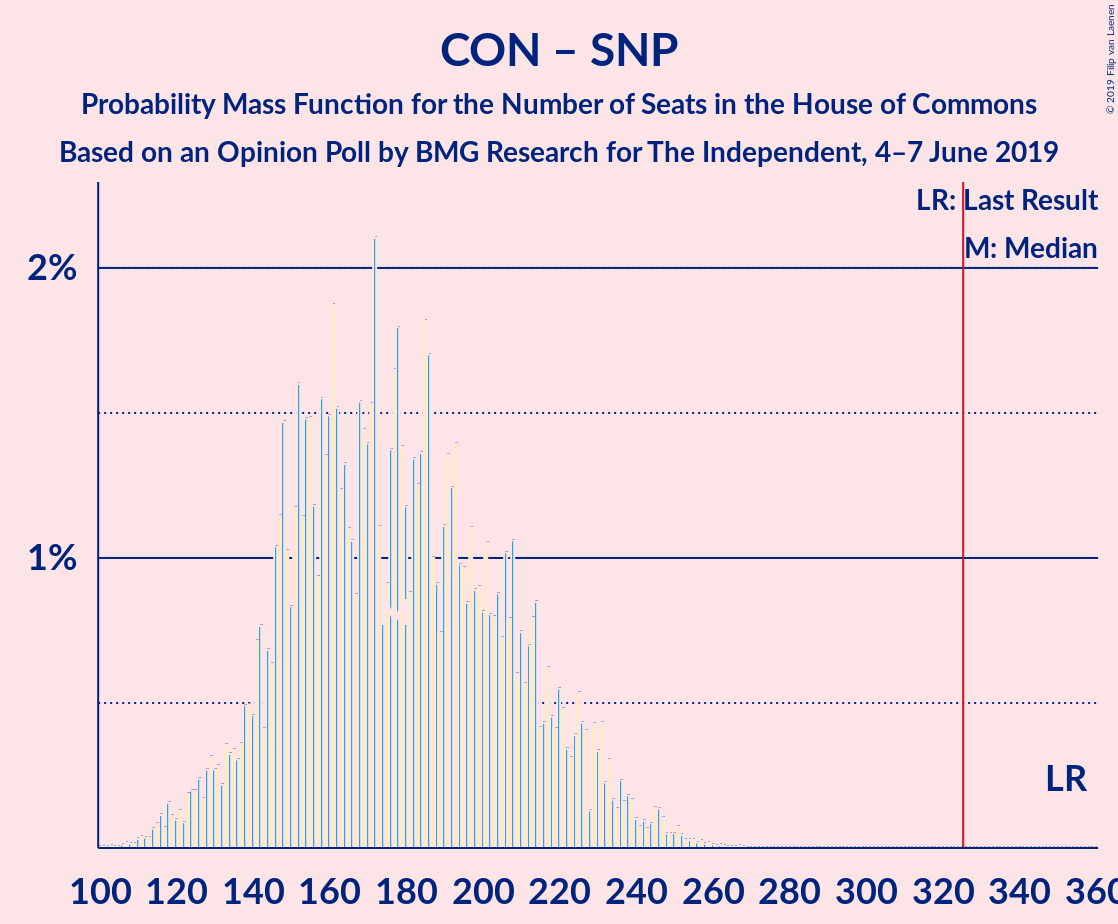 CON – SNP
Probability Mass Function for the Number of Seats in the House of Commons
Based on an Opinion Poll by BMG Research for The Independent, 4–7 June 2019
© 2019 Filip van Laenen
LR: Last Result
M: Median
2%
1%
M
LR
100 120 140 160 180 200 220 240 260 280 300 320 340 360